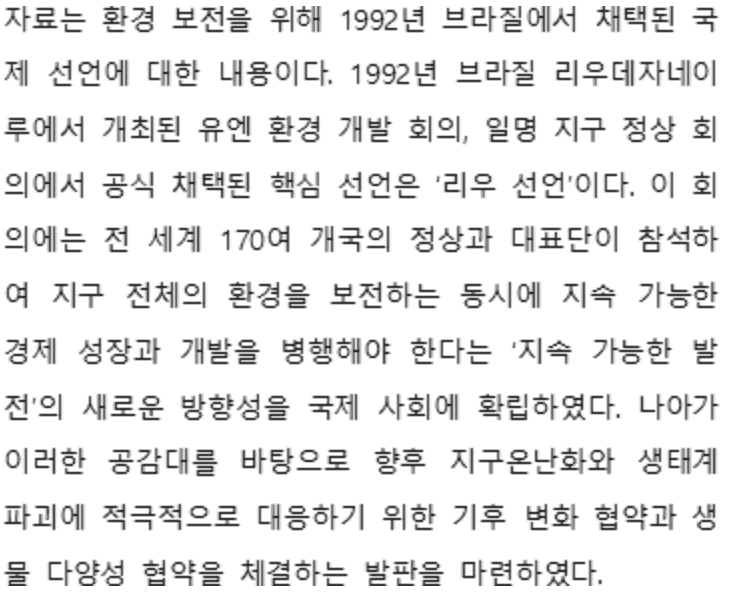 자료는 환경 보전을 위해 1992년 브라질에서 채택된 국
제 선언에 대한 내용이다. 1992년 브라질 리우데자네이
루에서 개최된 유엔 환경 개발 회의, 일명 지구 정상 회
의에서 공식 채택된 핵심 선언은 '리우 선언'이다. 이 회
의에는 전 세계 170여 개국의 정상과 대표단이 참석하
여 지구 전체의 환경을 보전하는 동시에 지속 가능한
경제 성장과 개발을 병행해야 한다는 '지속 가능한 발
전'의 새로운 방향성을 국제 사회에 확립하였다. 나아가
이러한 공감대를 바탕으로 향후 지구온난화와 생태계
파괴에 적극적으로 대응하기 위한 기후 변화 협약과 생
물 다양성 협약을 체결하는 발판을 마련하였다.